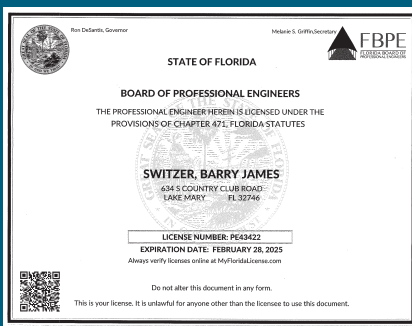 Ron DeSantis, Governor
Melanie S. Griffin, Secretary
FBPE
FLORIDA BOARD OF
PROFESSIONAL ENGINEERS
STATE OF FLORIDA
BOARD OF PROFESSIONAL ENGINEERS
THE PROFESSIONAL ENGINEER HEREIN IS LICENSED UNDER THE
PROVISIONS OF CHAPTER 471, FLORIDA STATUTES
SWITZER, BARRY JAMES
634 S COUNTRY CLUB ROAD
LAKE MARY FL 32746
LICENSE NUMBER: PE43422
EXPIRATION DATE: FEBRUARY 28, 2025
Always verify licenses online at MyFloridaLicense.com
Do not alter this document in any form.
This is your license. It is unlawful for anyone other than the licensee to use this document.